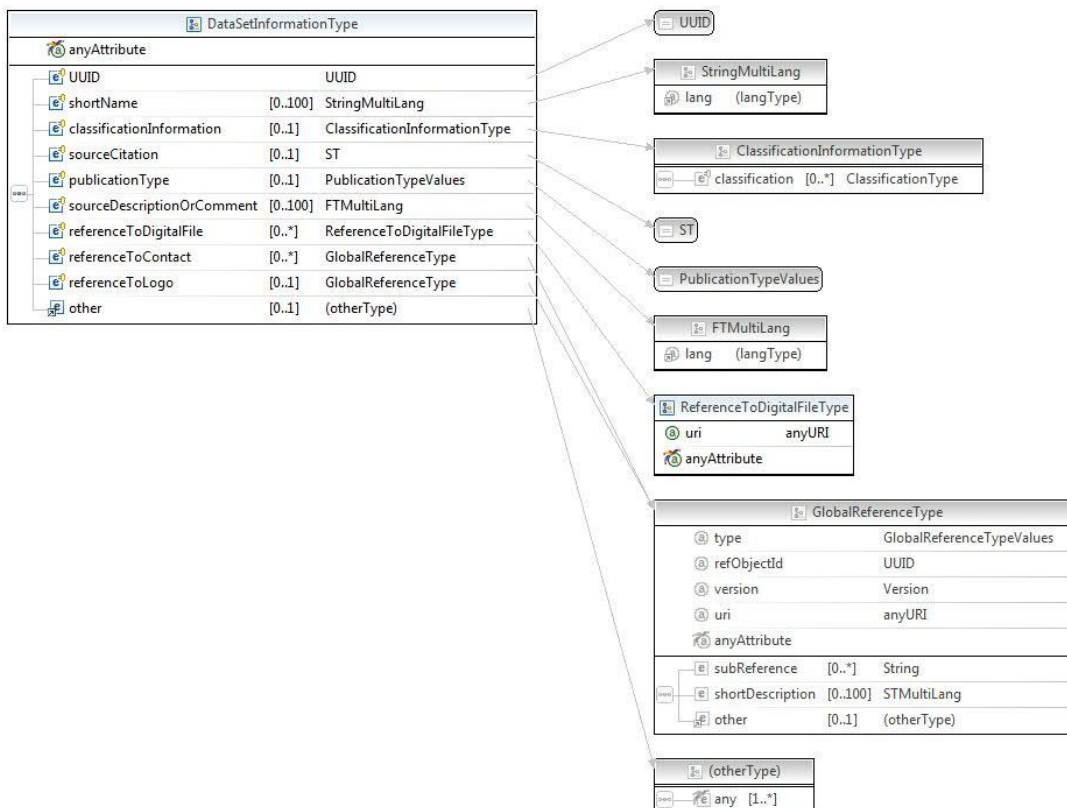 DataSetInformationType
anyAttribute
UUID UUID
shortName [0..100] StringMultiLang
classificationInformation [0..1] ClassificationInformationType
sourceCitation [0..1] ST
publicationType [0..1] PublicationTypeValues
sourceDescriptionOrComment [0..100] FTMultiLang
referenceToDigitalFile [0..*] ReferenceToDigitalFileType
referenceToContact [0..*] GlobalReferenceType
referenceToLogo [0..1] GlobalReferenceType
other [0..1] (otherType)
UUID
StringMultiLang
lang (langType)
ClassificationInformationType
classification [0..*] ClassificationType
ST
PublicationTypeValues
FTMultiLang
lang (langType)
ReferenceToDigitalFileType
uri anyURI
anyAttribute
GlobalReferenceType
type GlobalReferenceTypeValues
refObjectId UUID
version Version
uri anyURI
anyAttribute
subReference [0..*] String
shortDescription [0..100] STMultiLang
other [0..1] (otherType)
(otherType)
any [1..*]